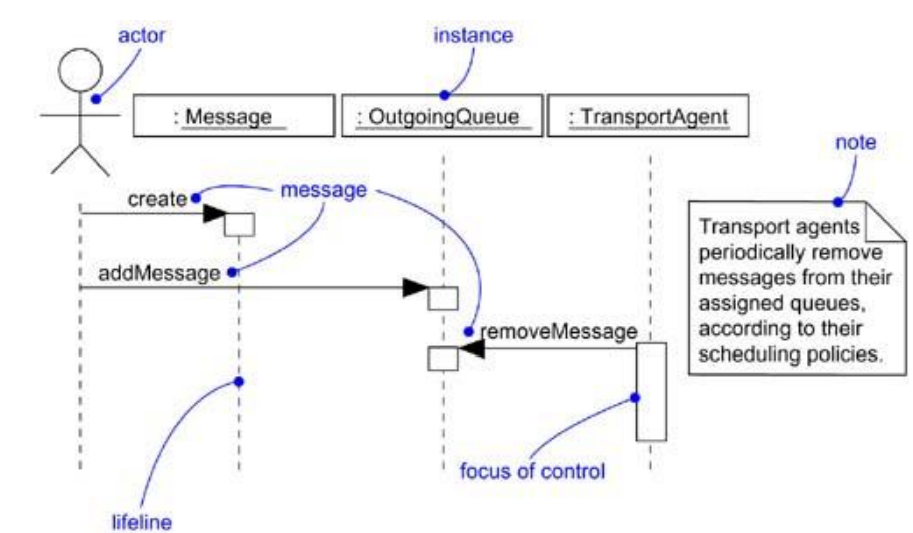 actor
instance
: Message
: OutgoingQueue
: TransportAgent
note
create
message
Transport agents
periodically remove
messages from their
assigned queues,
according to their
scheduling policies.
addMessage
removeMessage
focus of control
lifeline